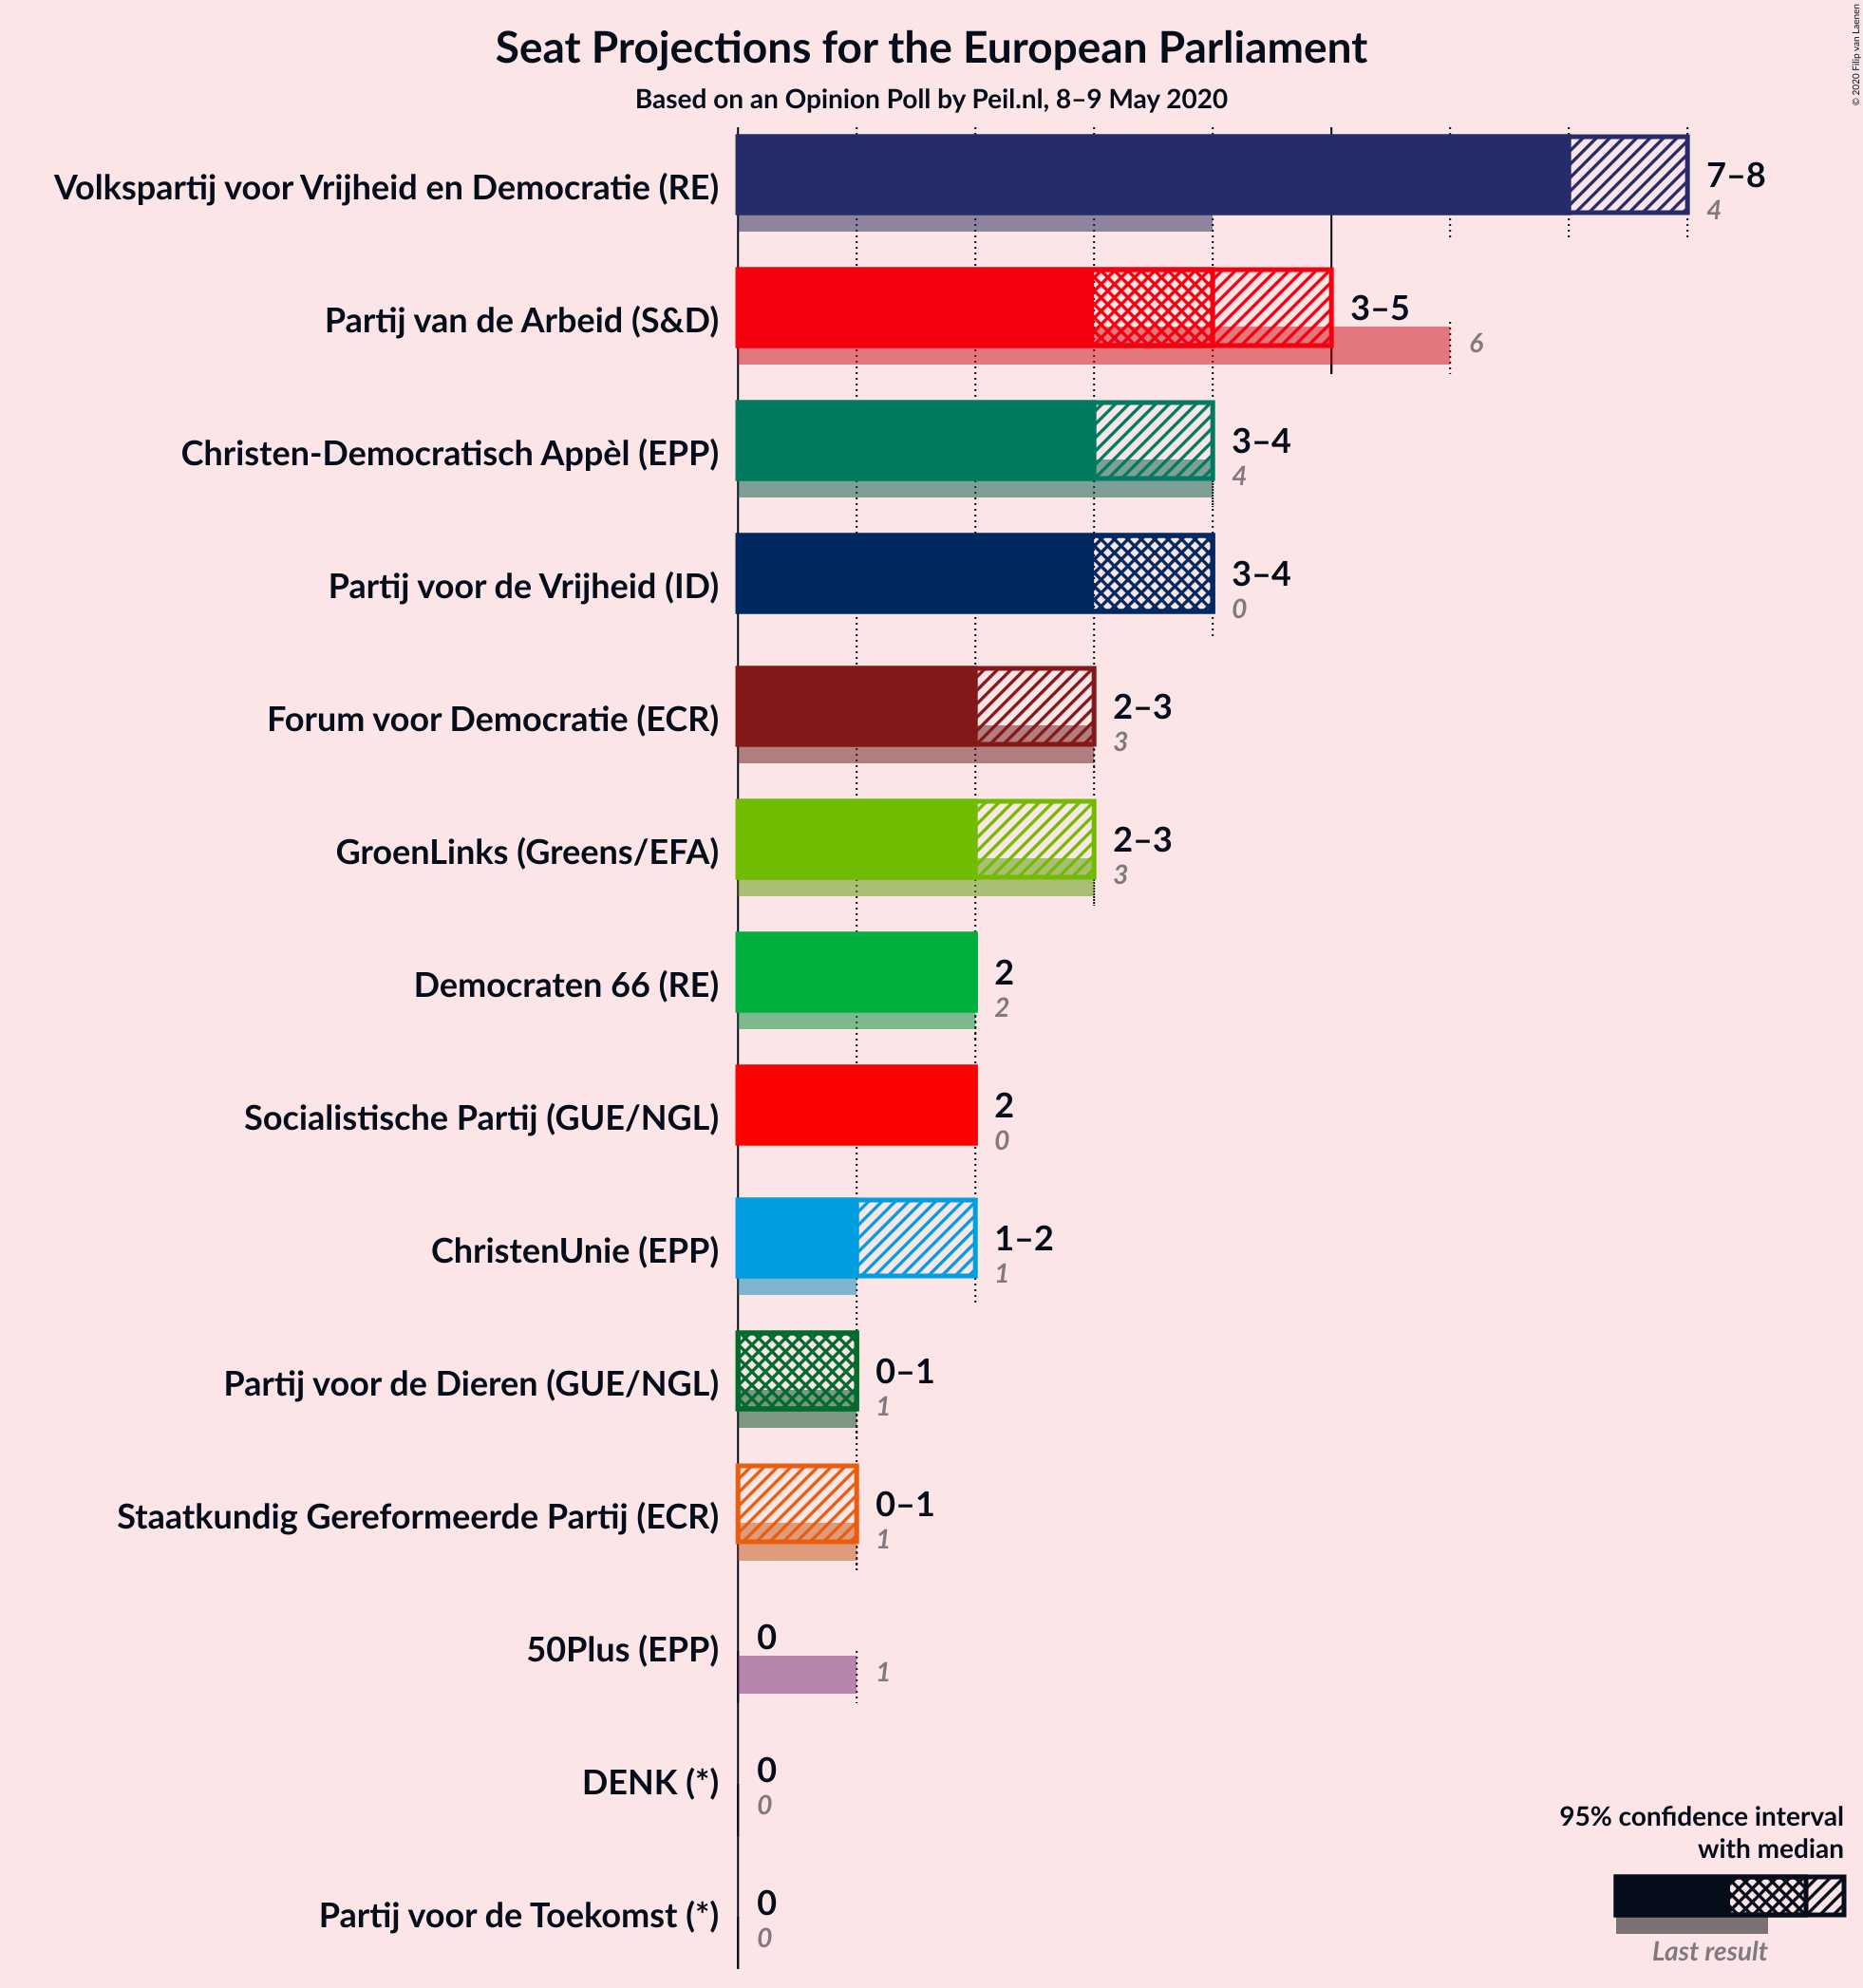 Seat Projections for the European Parliament
Based on an Opinion Poll by Peil.nl, 8–9 May 2020
© 2020 Filip van Laenen
Volkspartij voor Vrijheid en Democratie (RE)
7–8
4
Partij van de Arbeid (S&D)
3–5
6
Christen-Democratisch Appèl (EPP)
3–4
4
Partij voor de Vrijheid (ID)
3–4
0
Forum voor Democratie (ECR)
2–3
3
GroenLinks (Greens/EFA)
2–3
3
Democraten 66 (RE)
2
2
Socialistische Partij (GUE/NGL)
2
0
ChristenUnie (EPP)
1–2
1
Partij voor de Dieren (GUE/NGL)
0–1
1
Staatkundig Gereformeerde Partij (ECR)
0–1
1
50Plus (EPP)
0
1
DENK (*)
0
0
Partij voor de Toekomst (*)
0
0
95% confidence interval
with median
Last result